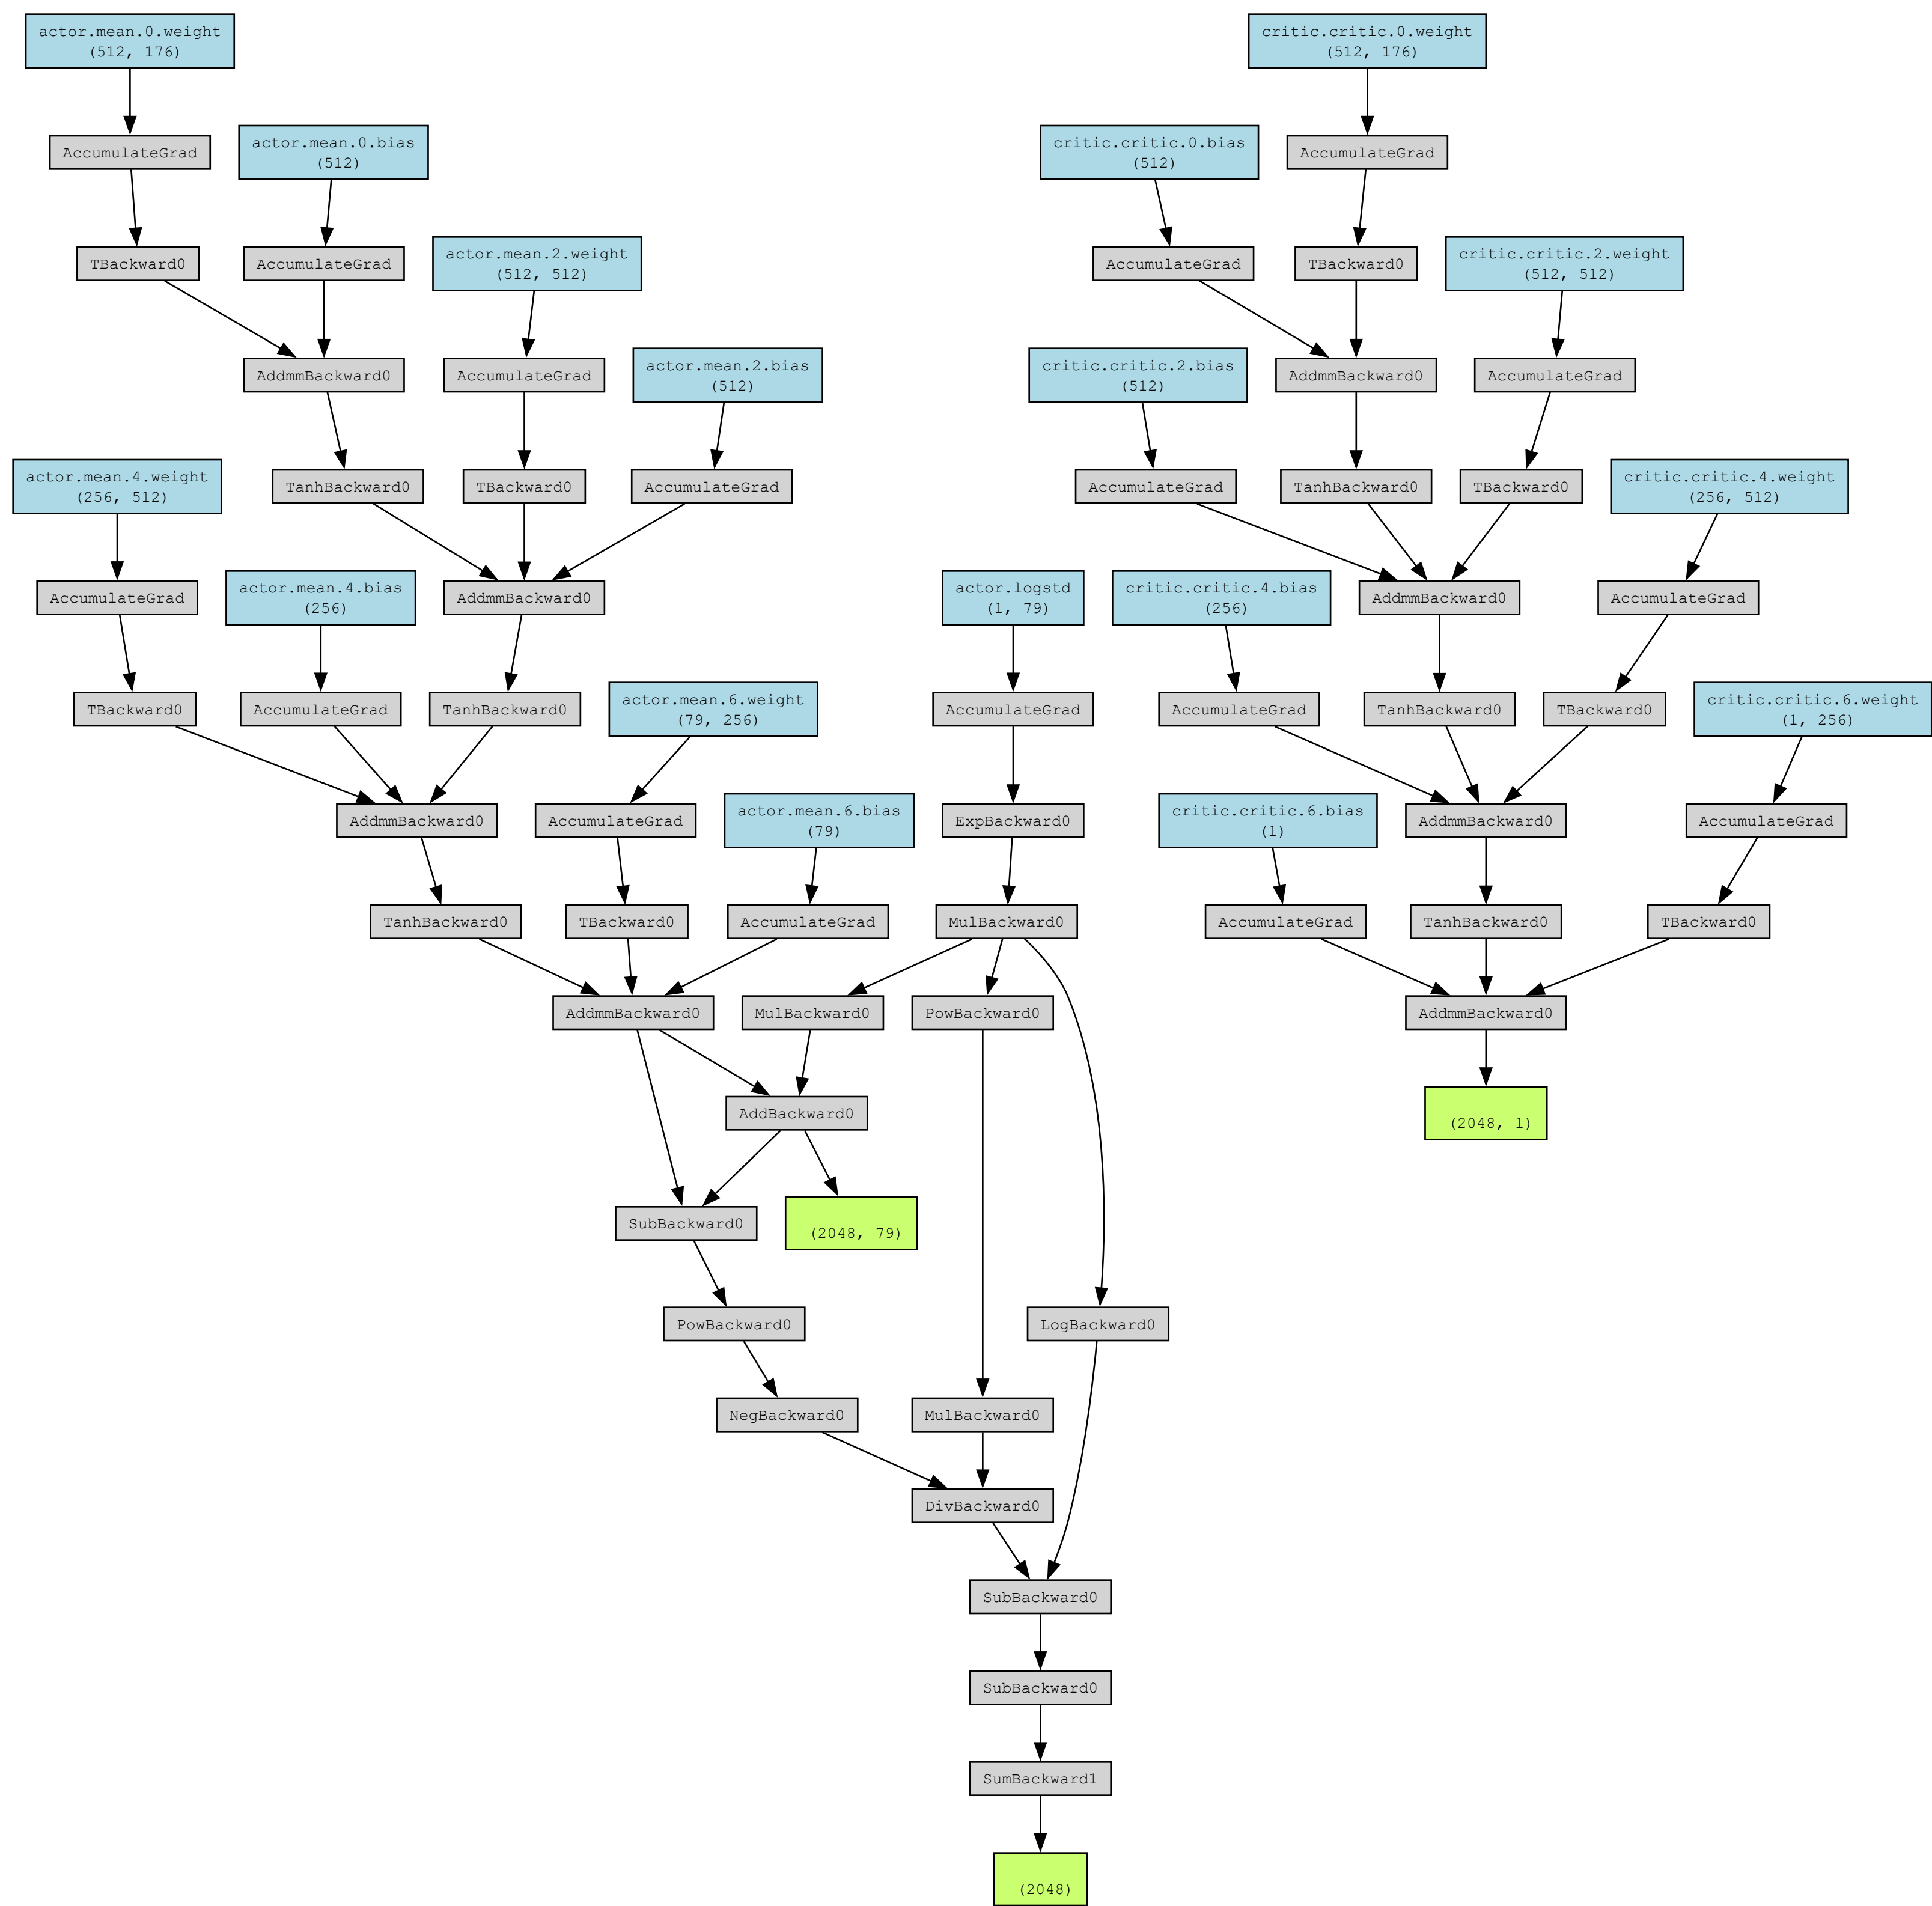 actor.mean.0.weight
(512, 176)
critic.critic.0.weight
(512, 176)
AccumulateGrad
actor.mean.0.bias
(512)
critic.critic.0.bias
(512)
AccumulateGrad
TBackward0
AccumulateGrad
actor.mean.2.weight
(512, 512)
AccumulateGrad
TBackward0
critic.critic.2.weight
(512, 512)
AddmmBackward0
AccumulateGrad
actor.mean.2.bias
(512)
critic.critic.2.bias
(512)
AddmmBackward0
AccumulateGrad
actor.mean.4.weight
(256, 512)
TanhBackward0
TBackward0
AccumulateGrad
AccumulateGrad
TanhBackward0
TBackward0
critic.critic.4.weight
(256, 512)
AccumulateGrad
actor.mean.4.bias
(256)
AddmmBackward0
actor.logstd
(1, 79)
critic.critic.4.bias
(256)
AddmmBackward0
AccumulateGrad
TBackward0
AccumulateGrad
TanhBackward0
actor.mean.6.weight
(79, 256)
AccumulateGrad
AccumulateGrad
TanhBackward0
TBackward0
critic.critic.6.weight
(1, 256)
AddmmBackward0
AccumulateGrad
actor.mean.6.bias
(79)
ExpBackward0
critic.critic.6.bias
(1)
AddmmBackward0
AccumulateGrad
TanhBackward0
TBackward0
AccumulateGrad
MulBackward0
AccumulateGrad
TanhBackward0
TBackward0
AddmmBackward0
MulBackward0
PowBackward0
AddmmBackward0
AddBackward0
(2048, 1)
SubBackward0
(2048, 79)
PowBackward0
LogBackward0
NegBackward0
MulBackward0
DivBackward0
SubBackward0
SubBackward0
SumBackward1
(2048)